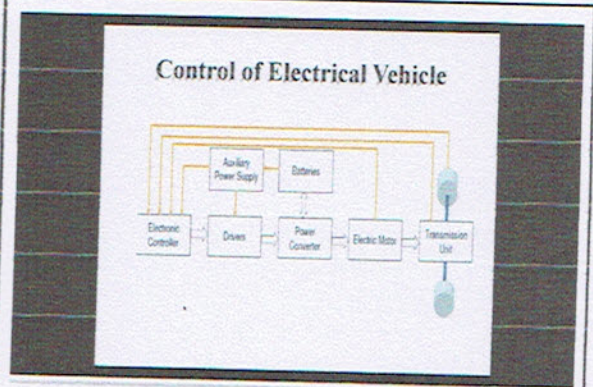 Control of Electrical Vehicle
Auxiliary
Power Supply
Batteries
Electronic
Controller
Drivers
Power
Converter
Electric Motor
Transmission
Unit